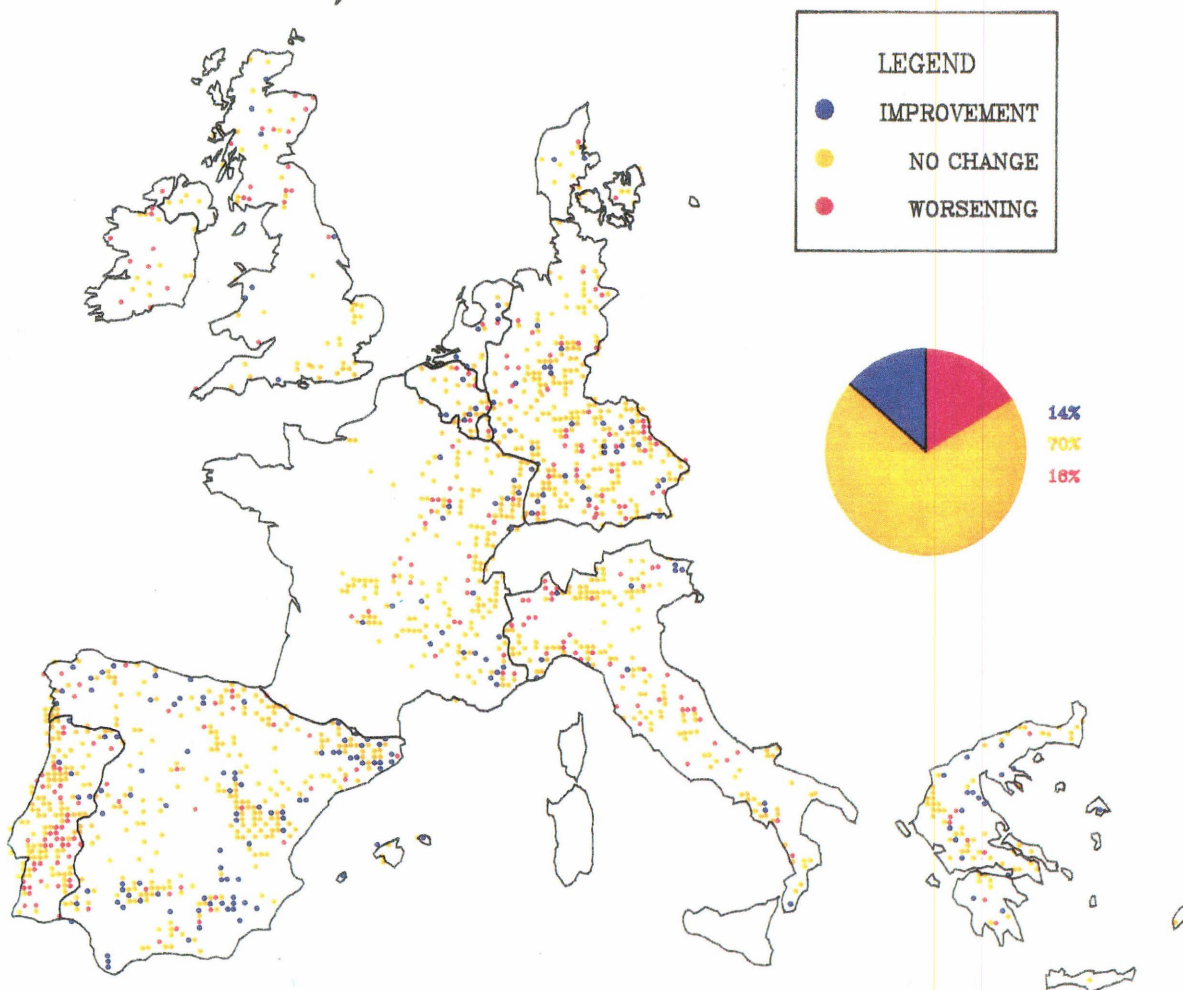 LEGEND
IMPROVEMENT
NO CHANGE
WORSENING
14%
70%
16%